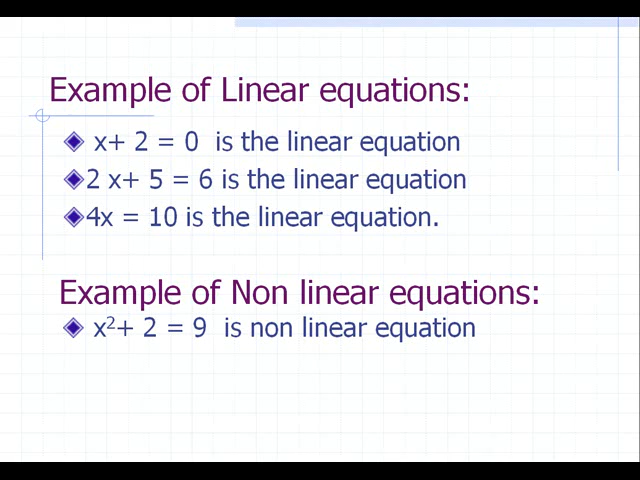 Example of Linear equations:
x+ 2 = 0 is the linear equation
2 x+ 5 = 6 is the linear equation
4x = 10 is the linear equation.
Example of Non linear equations:
x²+ 2 = 9 is non linear equation